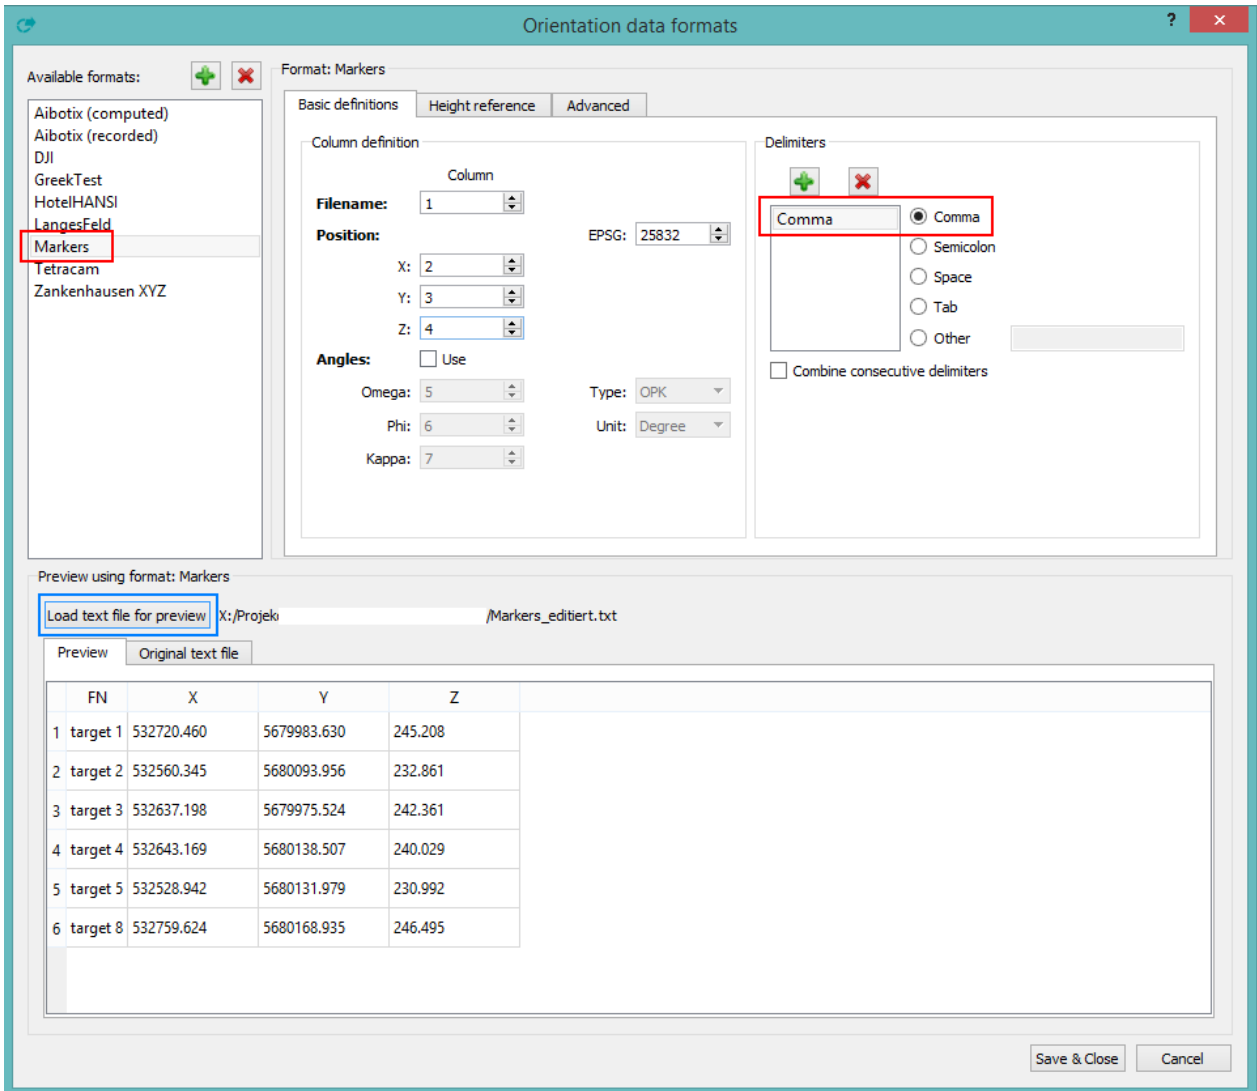 Orientation data formats
?
Available formats:
Aibotix (computed)
Aibotix (recorded)
DJI
GreekTest
HotelHANSI
LangesFeld
Markers
Tetracam
Zankenhausen XYZ
Format: Markers
Basic definitions Height reference Advanced
Column definition
Column
Filename: 1
Position: EPSG: 25832
X: 2
Y: 3
Z: 4
Angles: Use
Omega: 5 Type: OPK
Phi: 6 Unit: Degree
Kappa: 7
Delimiters
Comma
Comma
Semicolon
Space
Tab
Other
Combine consecutive delimiters
Preview using format: Markers
Load text file for preview X:/Projek /Markers_editiert.txt
Preview Original text file
FN X Y Z
1 target 1 532720.460 5679983.630 245.208
2 target 2 532560.345 5680093.956 232.861
3 target 3 532637.198 5679975.524 242.361
4 target 4 532643.169 5680138.507 240.029
5 target 5 532528.942 5680131.979 230.992
6 target 8 532759.624 5680168.935 246.495
Save & Close Cancel